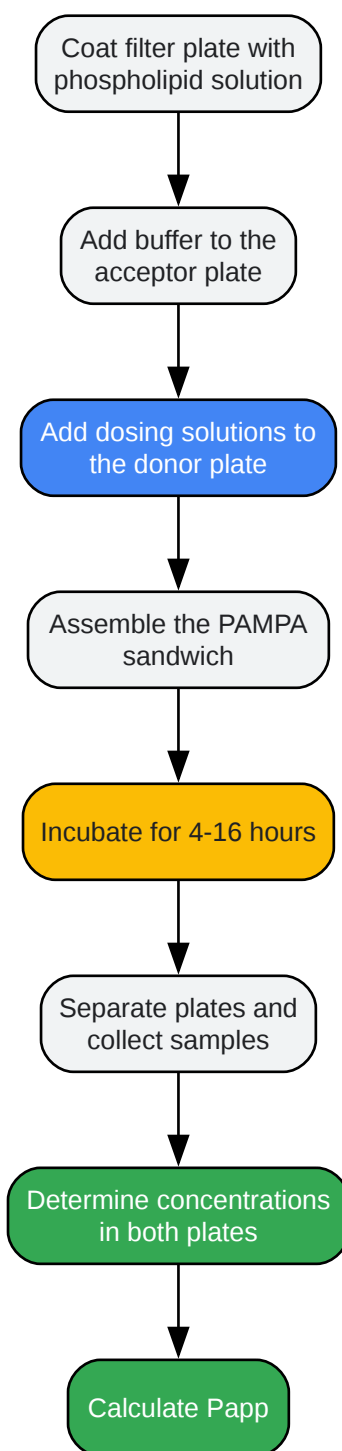 Coat filter plate with
phospholipid solution
Add buffer to the
acceptor plate
Add dosing solutions to
the donor plate
Assemble the PAMPA
sandwich
Incubate for 4-16 hours
Separate plates and
collect samples
Determine concentrations
in both plates
Calculate Papp